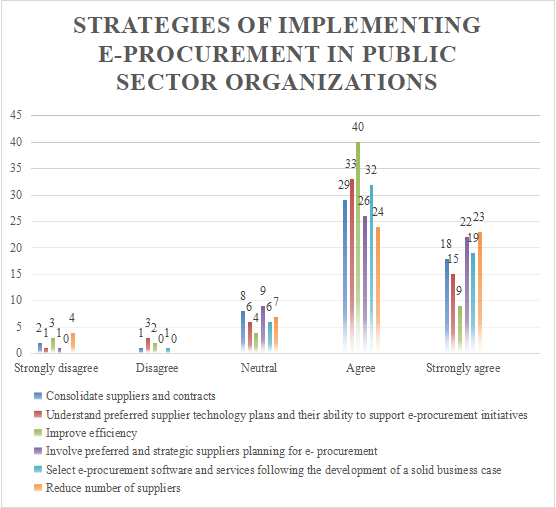 STRATEGIES OF IMPLEMENTING
E-PROCUREMENT IN PUBLIC
SECTOR ORGANIZATIONS
45
40
35
30
25
20
15
10
5
0
2 1 3 1 0 4
1 3 2 0 1 0
8 6 4 9 6 7
29 33 40 26 32 24
18 15 9 22 19 23
Strongly disagree Disagree Neutral Agree Strrongly agree
Consolidate suppliers and contracts
Understand preferred supplier technology plans and their ability to support e-procurement initiatives
Improve efficiency
Involve preferred and strategic suppliers planning for e- procurement
Select e-procurement software and services following the development of a solid business case
Reduce number of suppliers